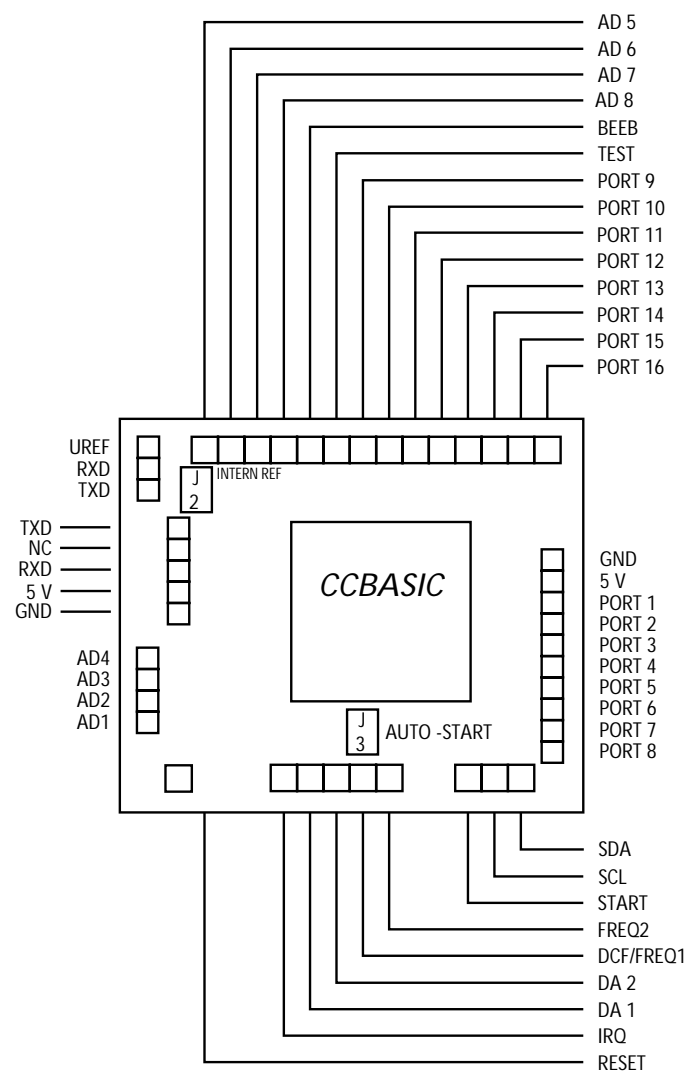 AD 5
AD 6
AD 7
AD 8
BEEB
TEST
PORT 9
PORT 10
PORT 11
PORT 12
PORT 13
PORT 14
PORT 15
PORT 16
UREF
RXD
TXD
J
2
INTERN REF
TXD
NC
RXD
5 V
GND
CCBASIC
GND
5 V
PORT 1
PORT 2
PORT 3
PORT 4
PORT 5
PORT 6
PORT 7
PORT 8
AD4
AD3
AD2
AD1
J
3
AUTO -START
SDA
SCL
START
FREQ2
DCF/FREQ1
DA 2
DA 1
IRQ
RESET